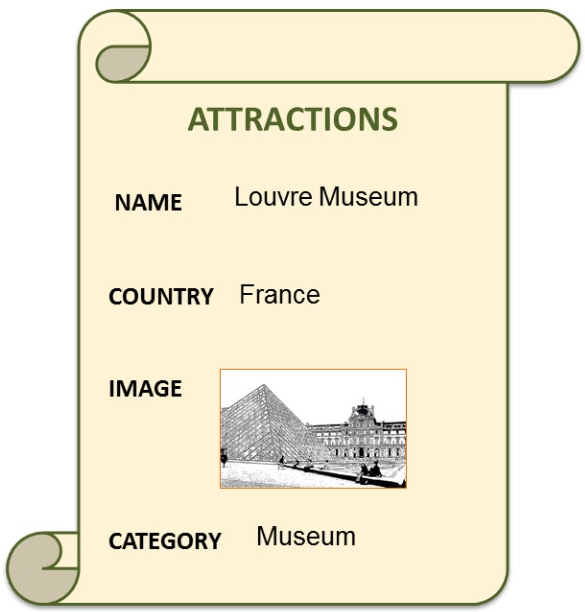 ATTRACTIONS
NAME Louvre Museum
COUNTRY France
IMAGE
CATEGORY Museum